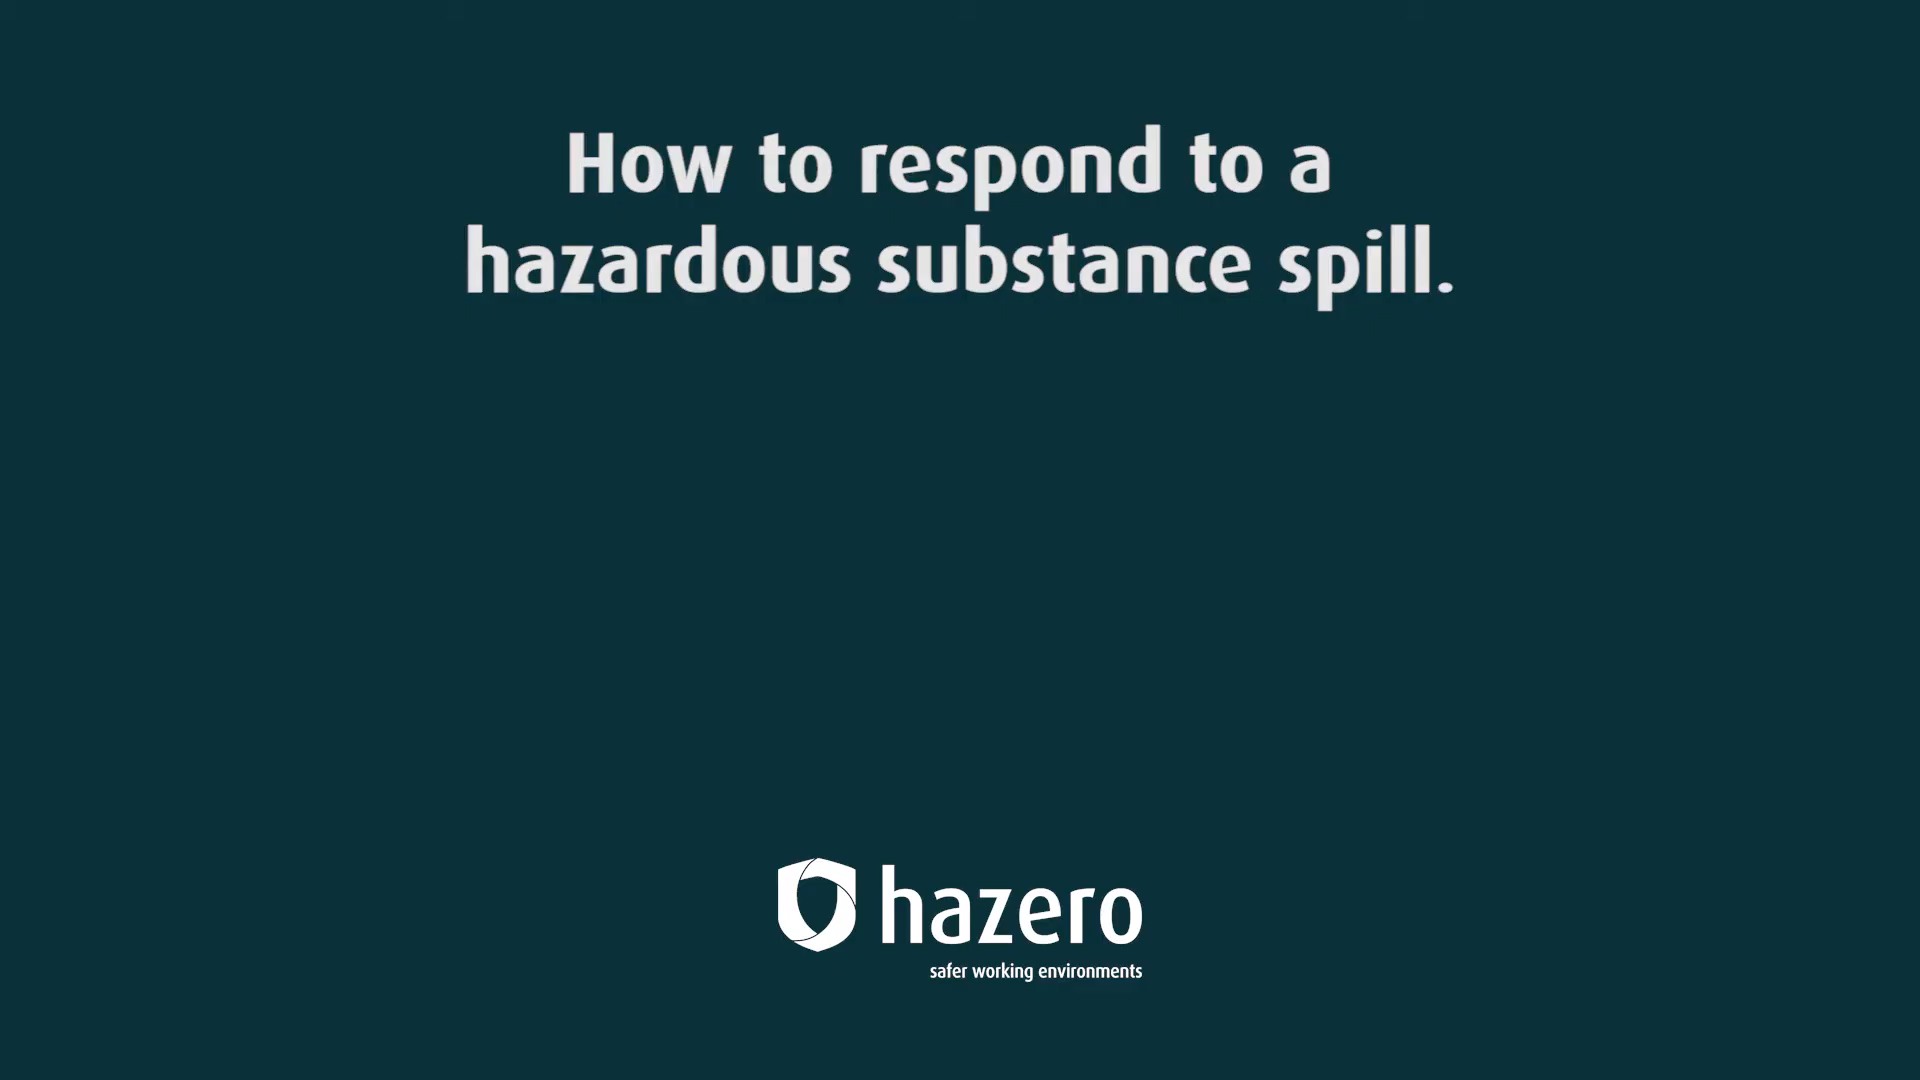 How to respond to a
hazardous substance spill.
hazero
safer working environments